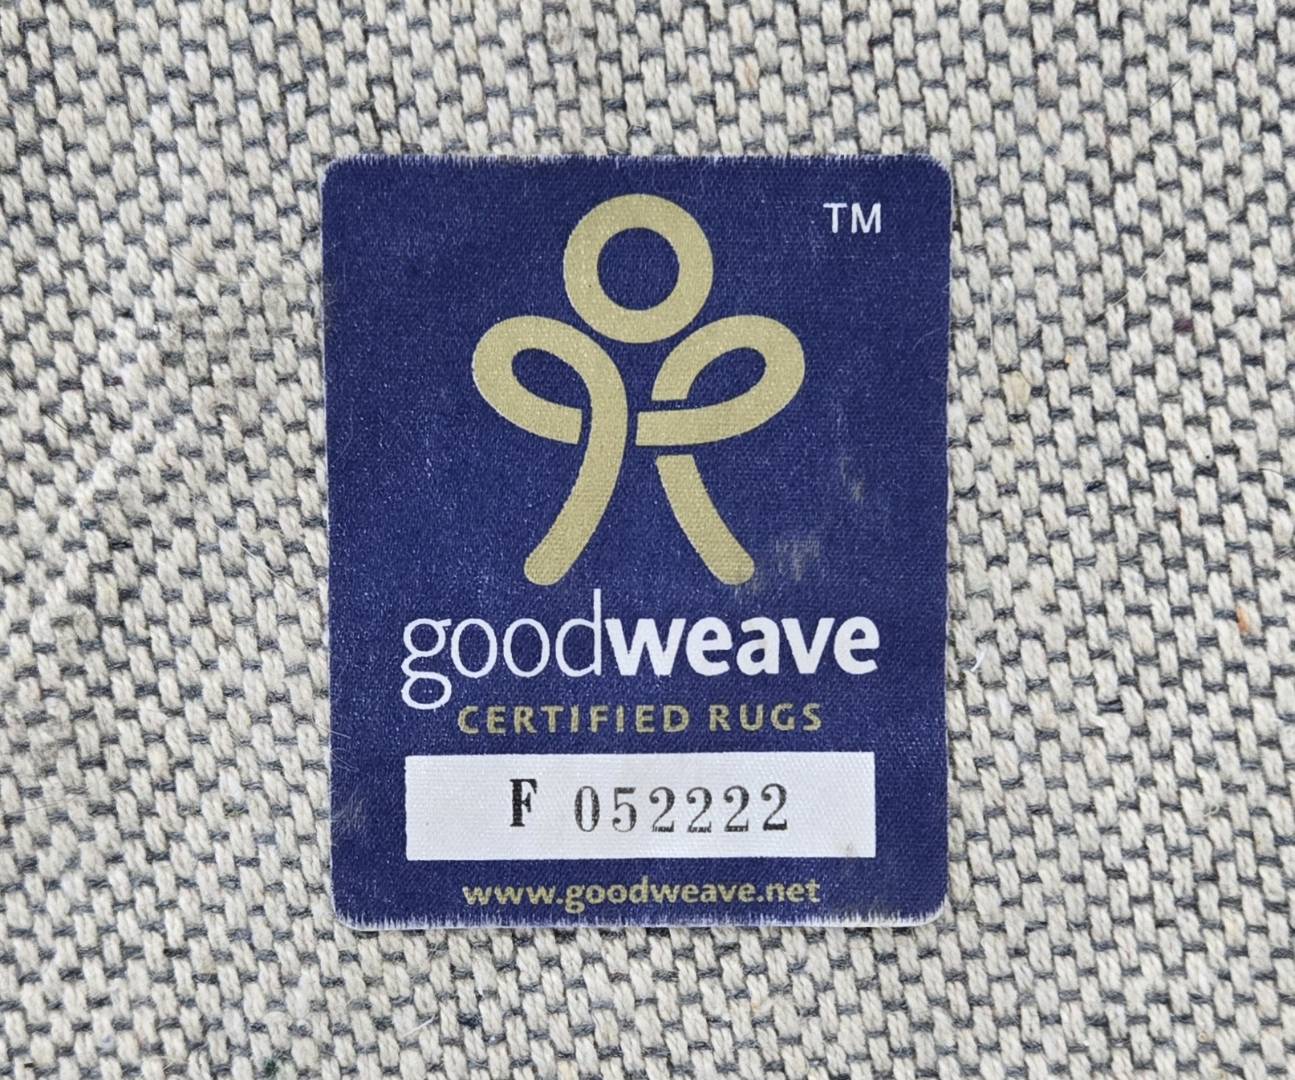 TM
goodweave
CERTIFIED RUGS
F 052222
www.goodweave.net